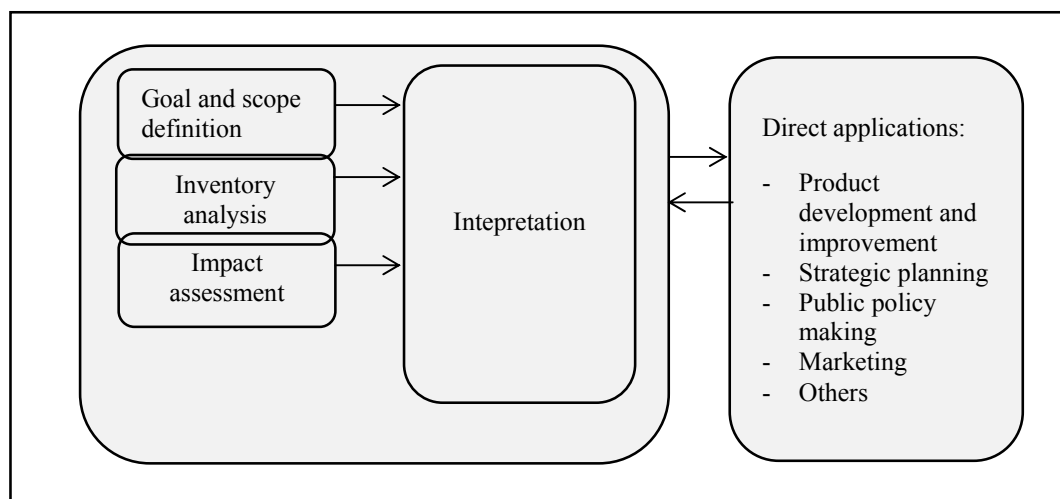 Goal and scope
definition
Inventory
analysis
Impact
assessment
Intepretation
Direct applications:
- Product
development and
improvement
- Strategic planning
- Public policy
making
- Marketing
- Others